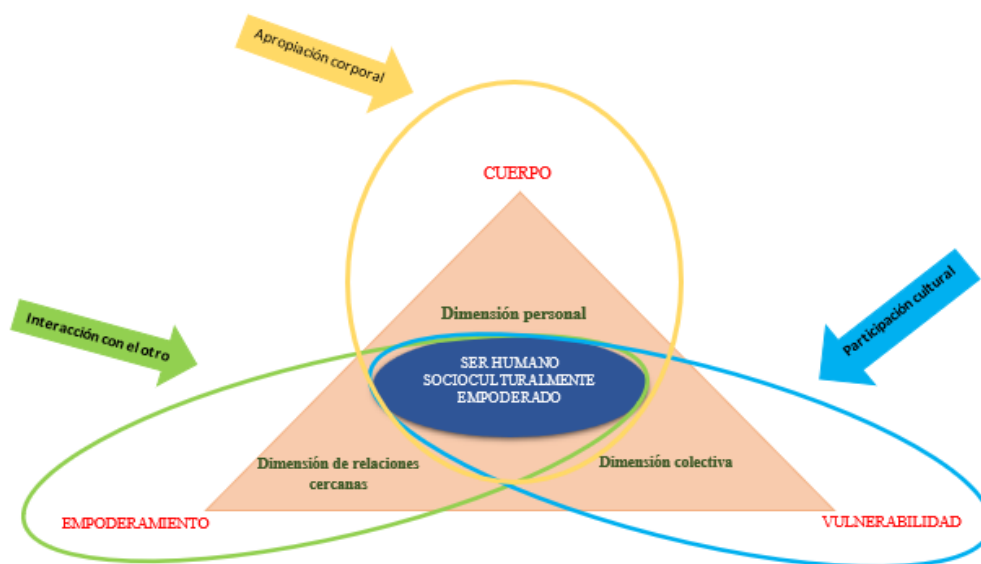 Apropiación corporal
CUERPO
Interacción con el otro
Participación cultural
Dimensión personal
SER HUMANO
SOCIOCULTURALMENTE
EMPODERADO
Dimensión de relaciones
cercanas
Dimensión colectiva
EMPODERAMIENTO
VULNERABILIDAD